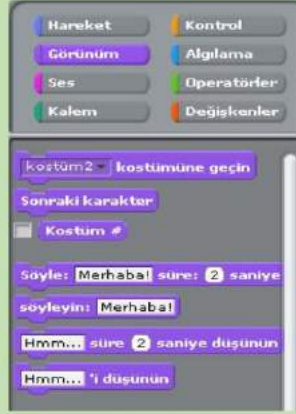 Hareket Kontrol
Görünüm Algılama
Ses Operatörler
Kalem Değişkenler
kostüm2 kostümüne geçin
Sonraki karakter
Kostüm #
Söyle: Merhaba! süre: 2 saniye
söyleyin: Merhaba!
Hmm... süre 2 saniye düşünün
Hmm... 'i düşünün